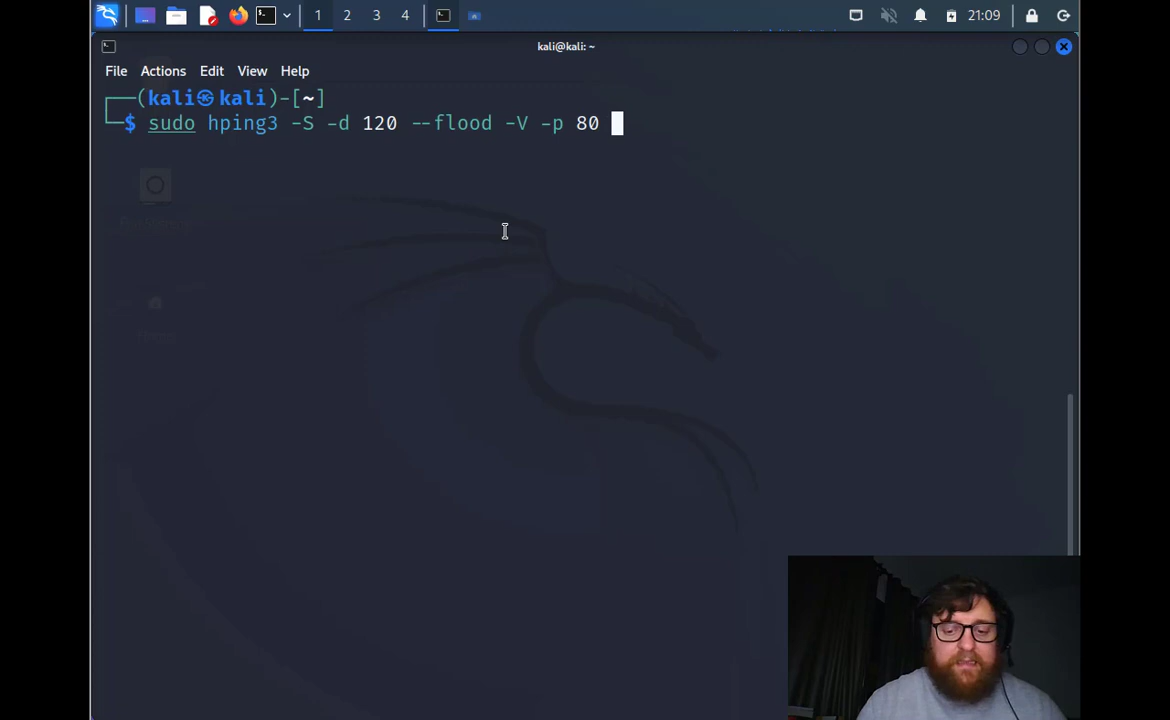 1 2 3 4 21:09
kali@kali: ~
File Actions Edit View Help
┌──(kali㉿kali)-[~]
└─$ sudo hping3 -S -d 120 --flood -V -p 80